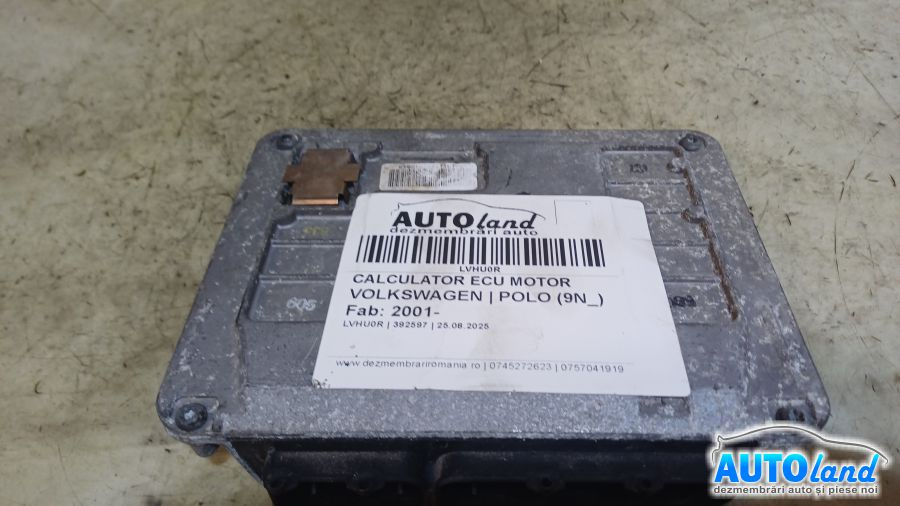 AUTOland
dezmembrări auto
LVHU0R
CALCULATOR ECU MOTOR
VOLKSWAGEN | POLO (9N_)
Fab: 2001-
LVHU0R | 392597 | 25.08.2025
www.dezmembrariromania.ro | 0745272623 | 0757041919
605
AUTOland
dezmembrări auto și piese noi